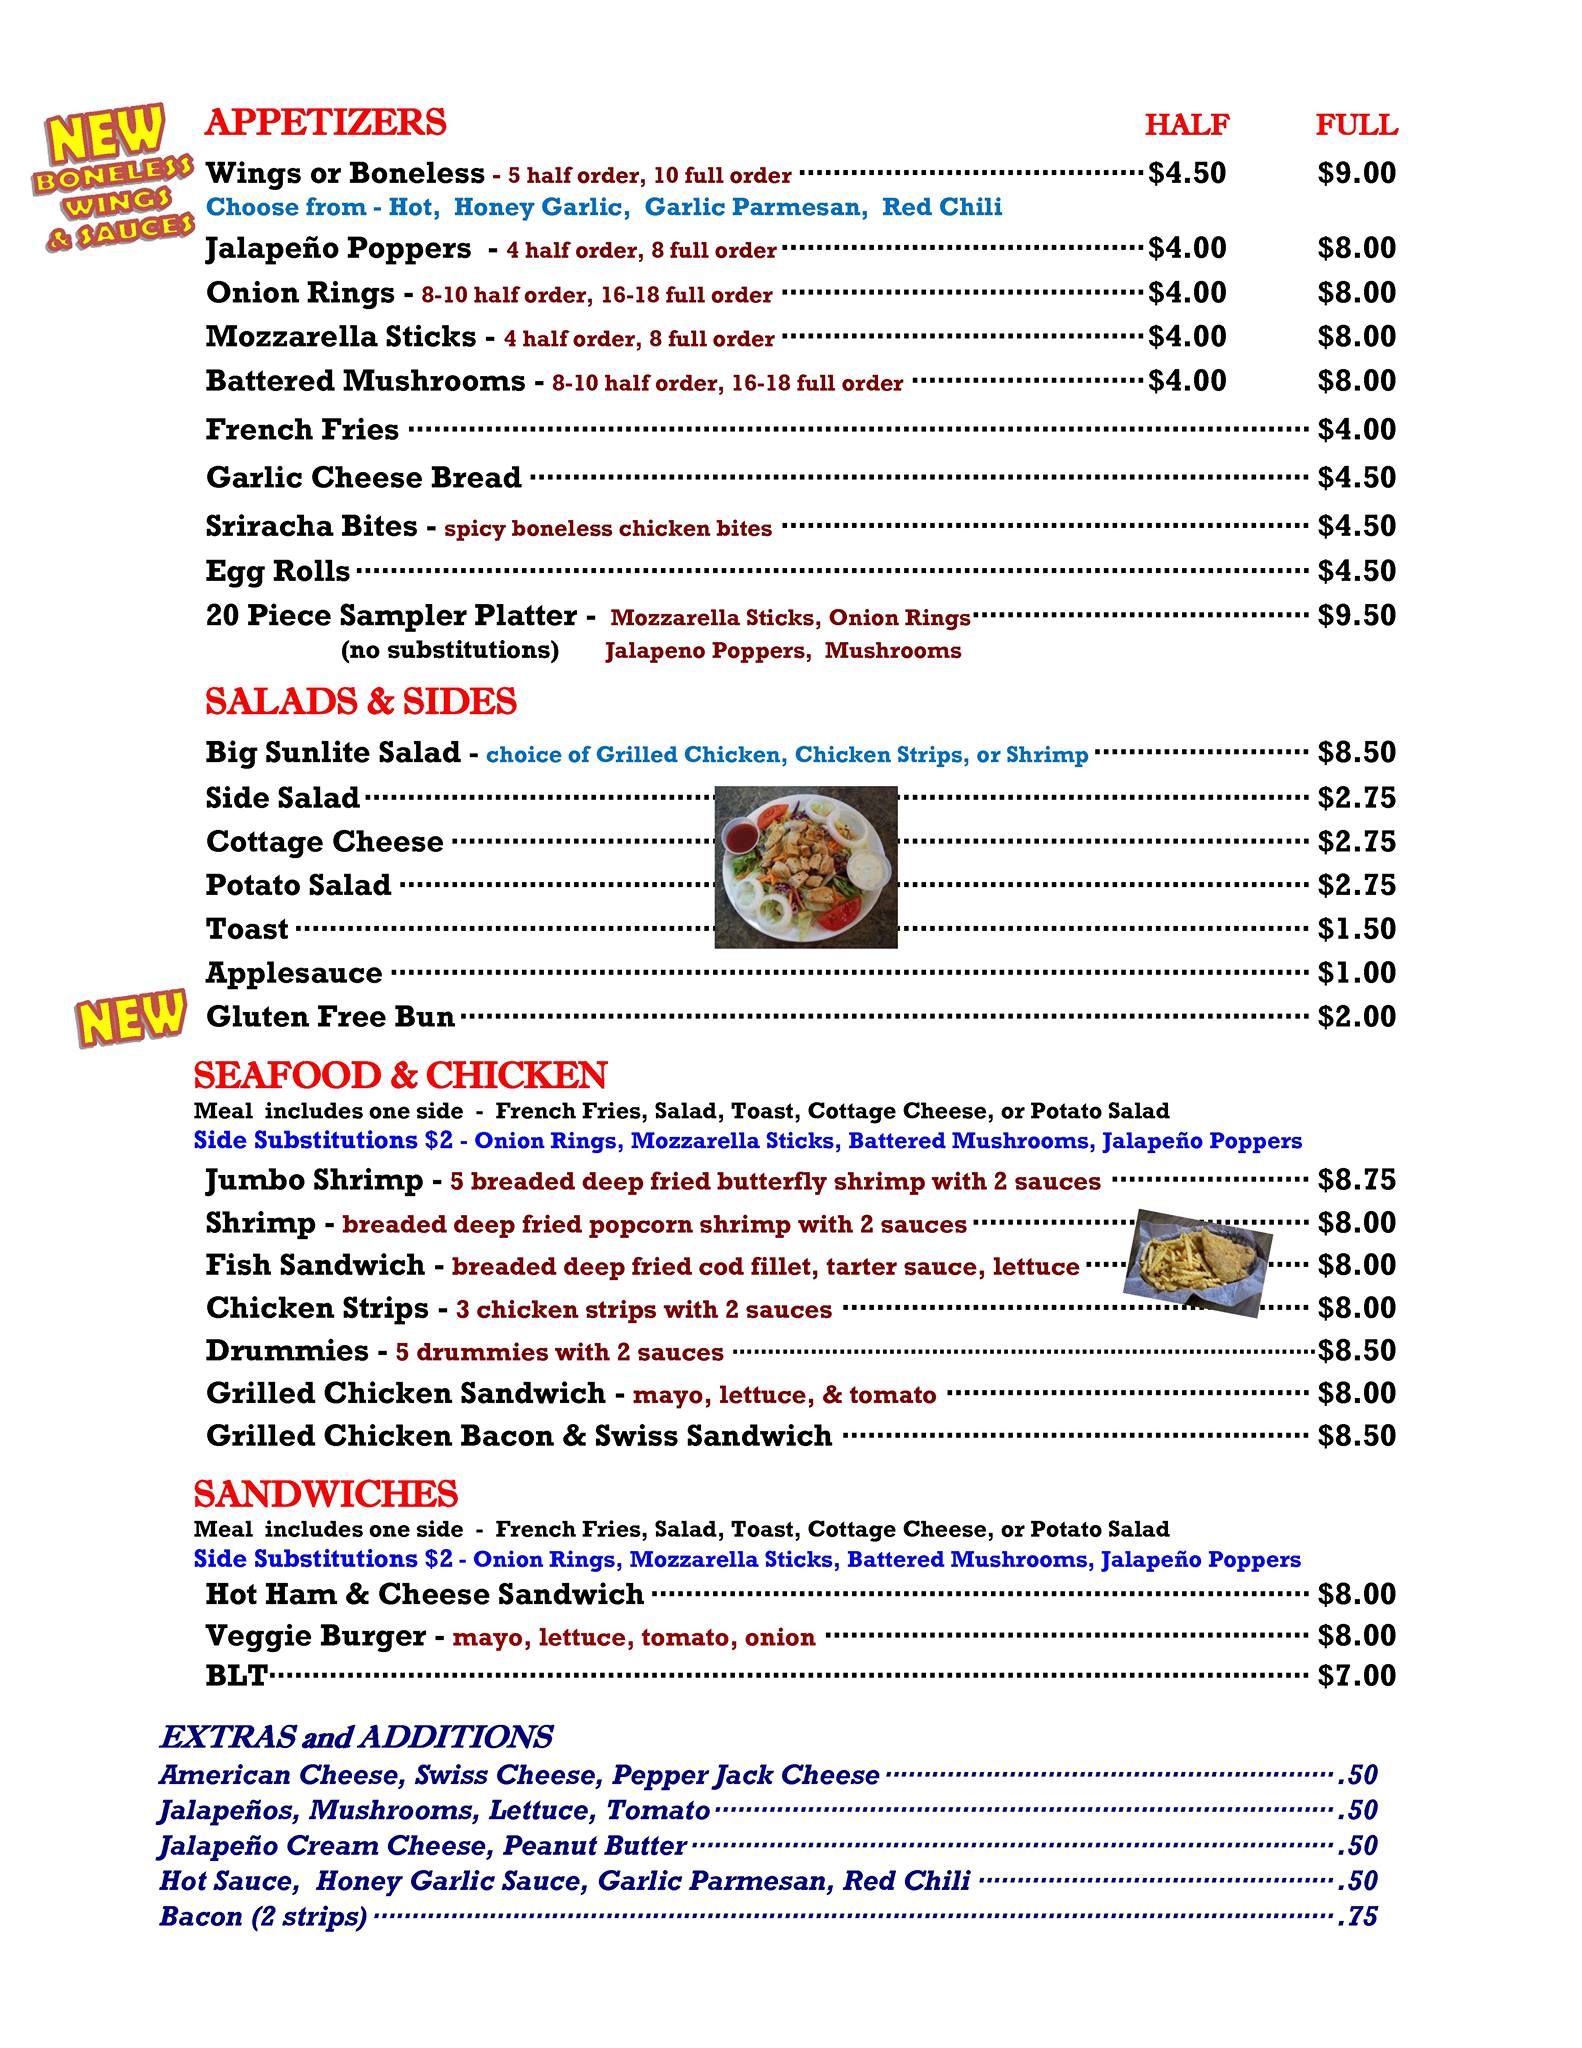 NEW
BONELESS
WINGS
& SAUCES
APPETIZERS HALF FULL
Wings or Boneless - 5 half order, 10 full order $4.50 $9.00
Choose from - Hot, Honey Garlic, Garlic Parmesan, Red Chili
Jalapeño Poppers - 4 half order, 8 full order $4.00 $8.00
Onion Rings - 8-10 half order, 16-18 full order $4.00 $8.00
Mozzarella Sticks - 4 half order, 8 full order $4.00 $8.00
Battered Mushrooms - 8-10 half order, 16-18 full order $4.00 $8.00
French Fries $4.00
Garlic Cheese Bread $4.50
Sriracha Bites - spicy boneless chicken bites $4.50
Egg Rolls $4.50
20 Piece Sampler Platter - Mozzarella Sticks, Onion Rings $9.50
(no substitutions) Jalapeno Poppers, Mushrooms
SALADS & SIDES
Big Sunlite Salad - choice of Grilled Chicken, Chicken Strips, or Shrimp $8.50
Side Salad $2.75
Cottage Cheese $2.75
Potato Salad $2.75
Toast $1.50
Applesauce $1.00
NEW Gluten Free Bun $2.00
SEAFOOD & CHICKEN
Meal includes one side - French Fries, Salad, Toast, Cottage Cheese, or Potato Salad
Side Substitutions $2 - Onion Rings, Mozzarella Sticks, Battered Mushrooms, Jalapeño Poppers
Jumbo Shrimp - 5 breaded deep fried butterfly shrimp with 2 sauces $8.75
Shrimp - breaded deep fried popcorn shrimp with 2 sauces $8.00
Fish Sandwich - breaded deep fried cod fillet, tarter sauce, lettuce $8.00
Chicken Strips - 3 chicken strips with 2 sauces $8.00
Drummies - 5 drummies with 2 sauces $8.50
Grilled Chicken Sandwich - mayo, lettuce, & tomato $8.00
Grilled Chicken Bacon & Swiss Sandwich $8.50
SANDWICHES
Meal includes one side - French Fries, Salad, Toast, Cottage Cheese, or Potato Salad
Side Substitutions $2 - Onion Rings, Mozzarella Sticks, Battered Mushrooms, Jalapeño Poppers
Hot Ham & Cheese Sandwich $8.00
Veggie Burger - mayo, lettuce, tomato, onion $8.00
BLT $7.00
EXTRAS and ADDITIONS
American Cheese, Swiss Cheese, Pepper Jack Cheese .50
Jalapeños, Mushrooms, Lettuce, Tomato .50
Jalapeño Cream Cheese, Peanut Butter .50
Hot Sauce, Honey Garlic Sauce, Garlic Parmesan, Red Chili .50
Bacon (2 strips) .75